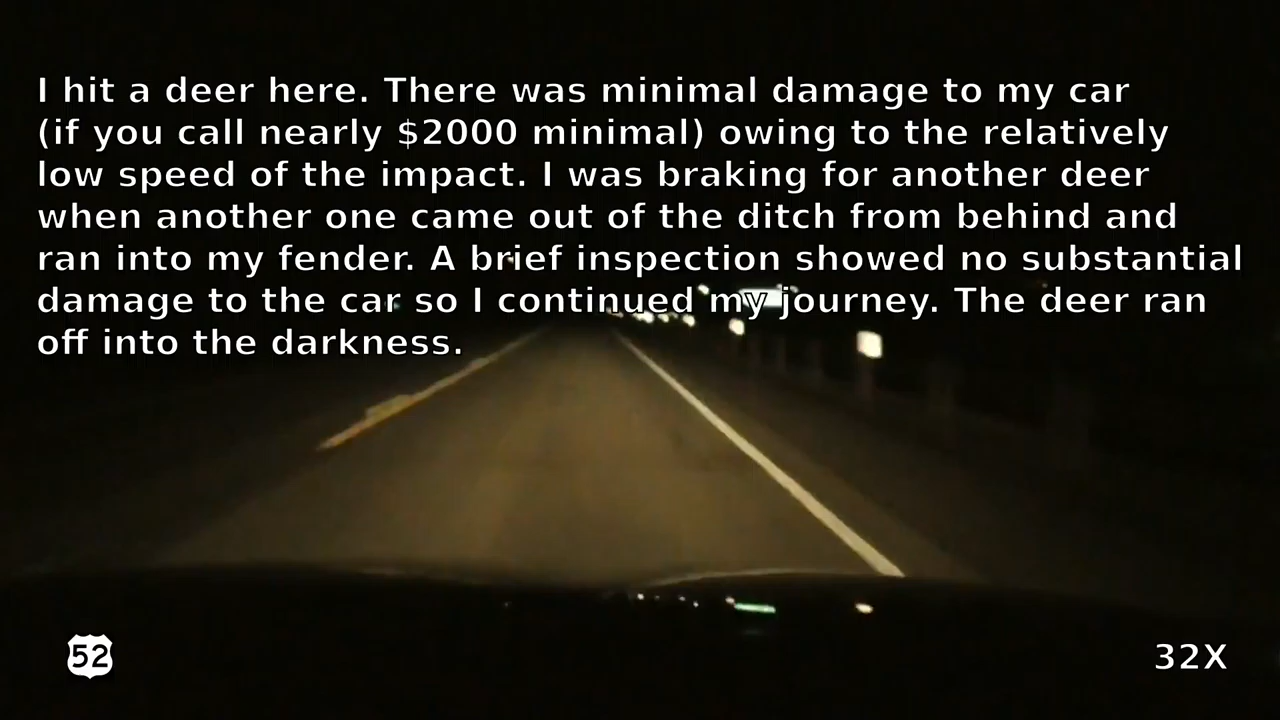 I hit a deer here. There was minimal damage to my car
(if you call nearly $2000 minimal) owing to the relatively
low speed of the impact. I was braking for another deer
when another one came out of the ditch from behind and
ran into my fender. A brief inspection showed no substantial
damage to the car so I continued my journey. The deer ran
off into the darkness.
52
32X